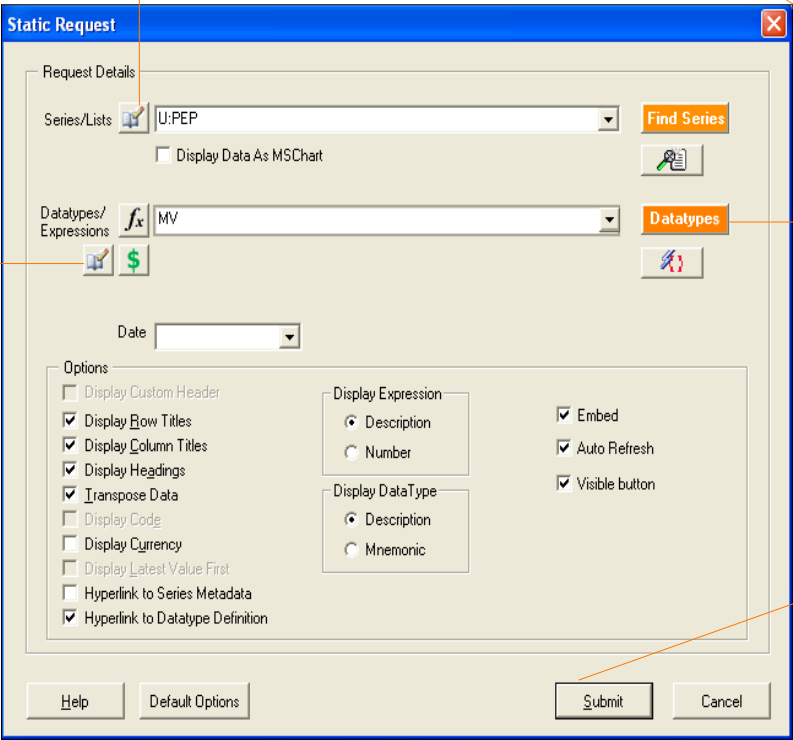 Static Request
Request Details
Series/Lists U:PEP Find Series
Display Data As MSChart
Datatypes/
Expressions fx MV Datatypes
$
Date
Options
Display Custom Header
Display Row Titles
Display Column Titles
Display Headings
Transpose Data
Display Code
Display Currency
Display Latest Value First
Hyperlink to Series Metadata
Hyperlink to Datatype Definition
Display Expression
Description
Number
Display DataType
Description
Mnemonic
Embed
Auto Refresh
Visible button
Help Default Options Submit Cancel